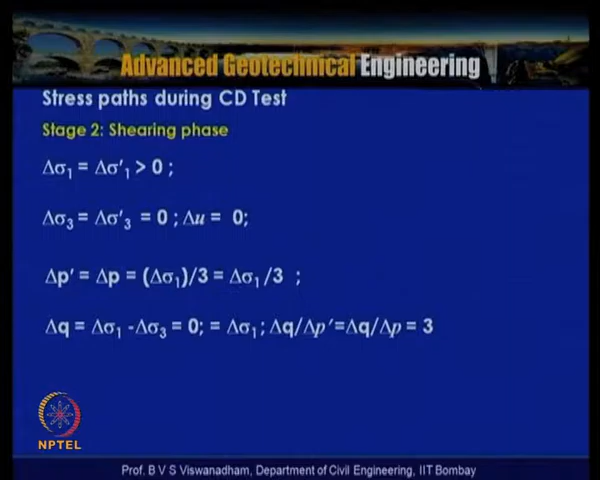 Advanced Geotechnical Engineering
Stress paths during CD Test
Stage 2: Shearing phase
Δσ₁ = Δσ'₁ > 0 ;
Δσ₃ = Δσ'₃ = 0 ; Δu = 0;
Δp' = Δp = (Δσ₁)/3 = Δσ₁ /3 ;
Δq = Δσ₁ -Δσ₃ = 0; = Δσ₁; Δq/Δp'=Δq/Δp = 3
NPTEL
Prof. B V S Viswanadham, Department of Civil Engineering, IIT Bombay